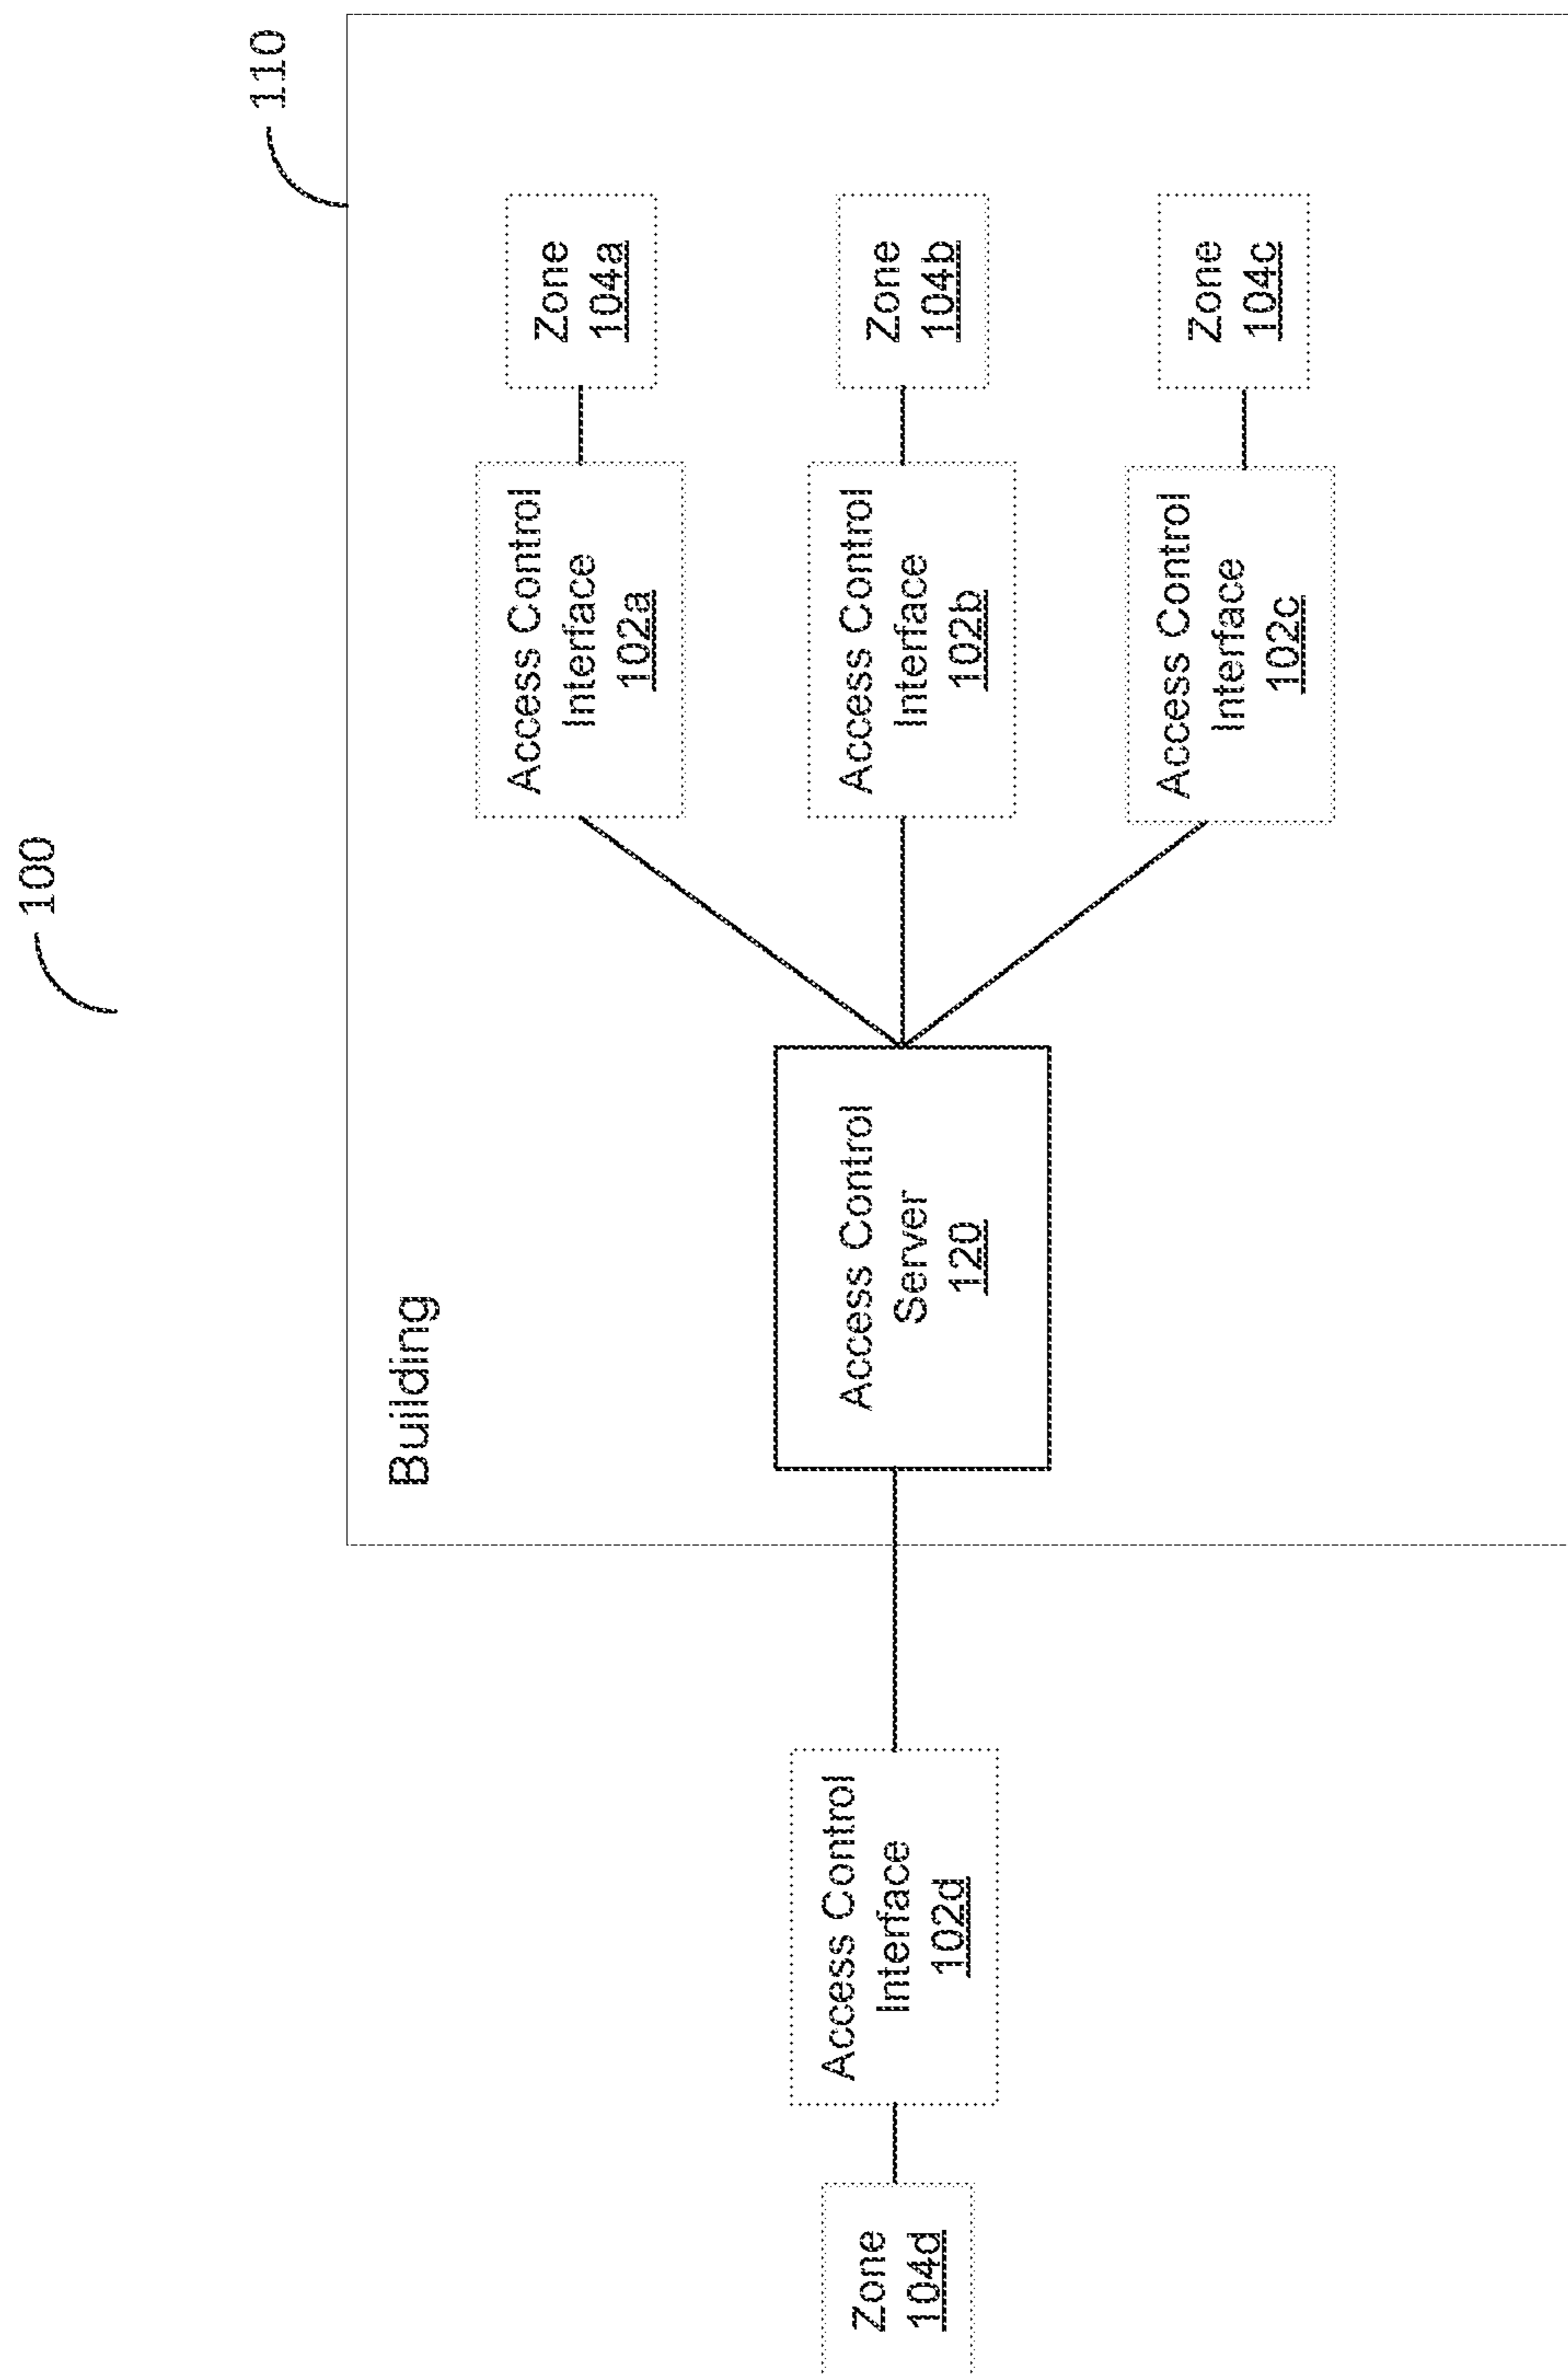 100
110
Building
Zone
104d
Access Control
Interface
102d
Access Control
Server
120
Access Control
Interface
102a
Zone
104a
Access Control
Interface
102b
Zone
104b
Access Control
Interface
102c
Zone
104c